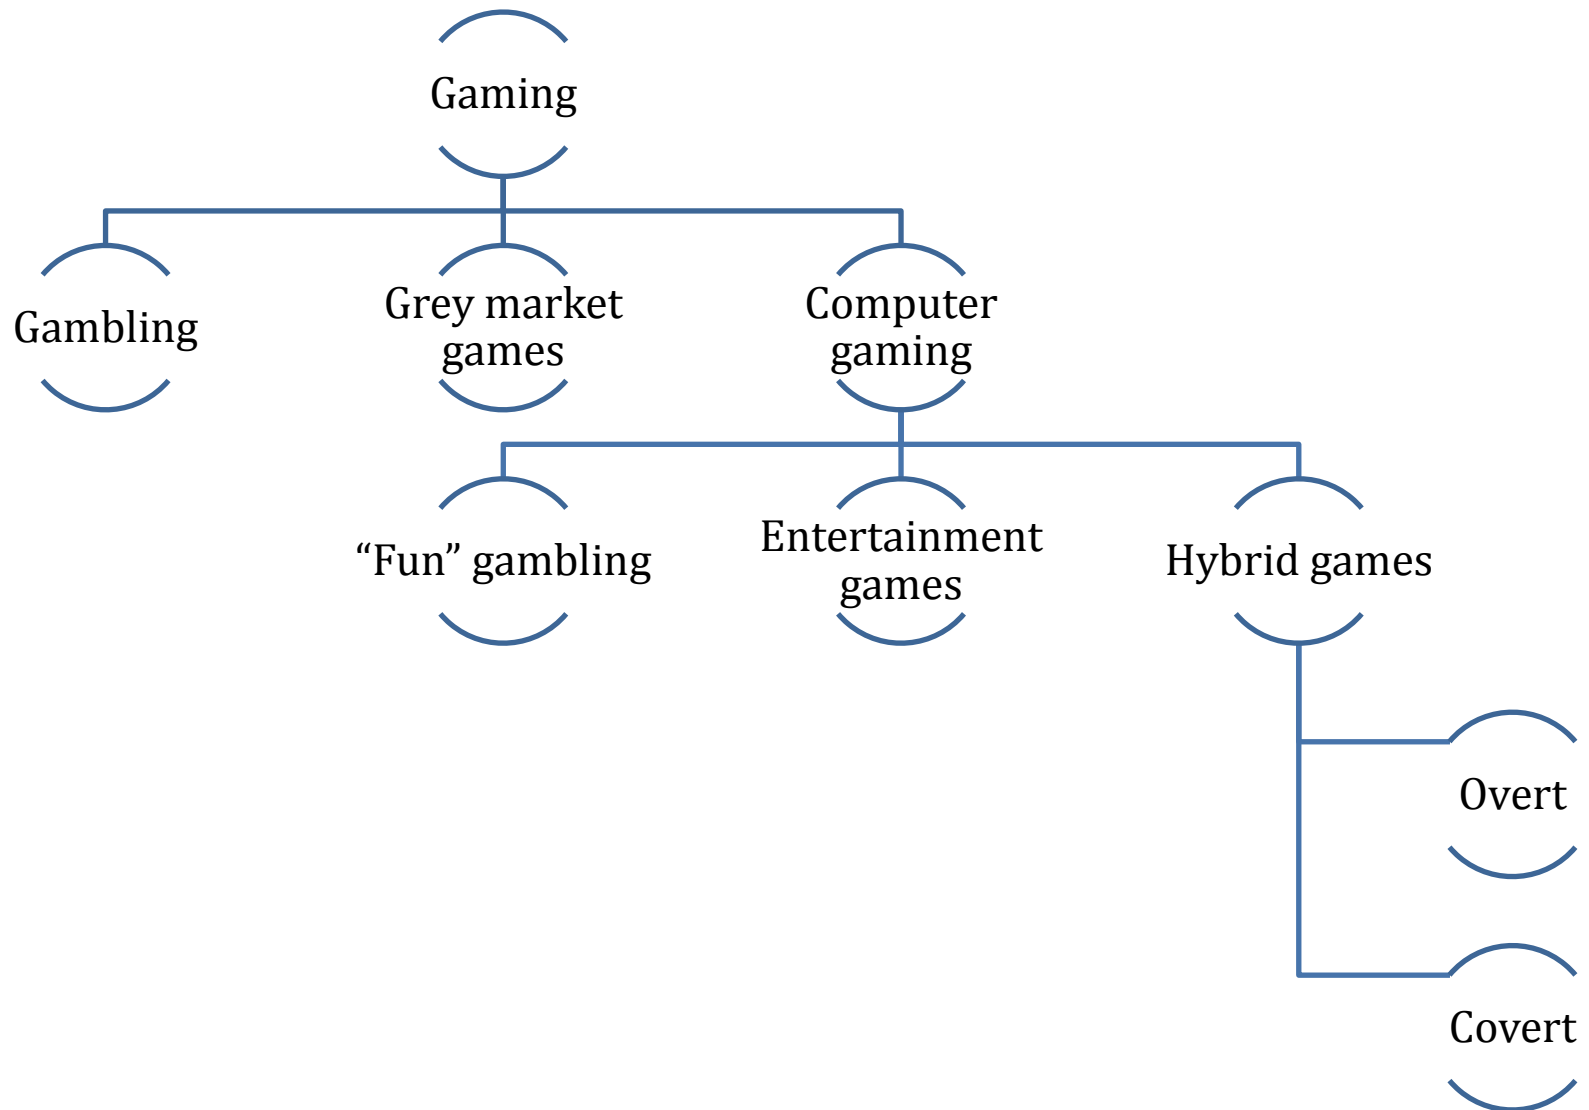 Gaming
Gambling
Grey market
games
Computer
gaming
“Fun” gambling
Entertainment
games
Hybrid games
Overt
Covert